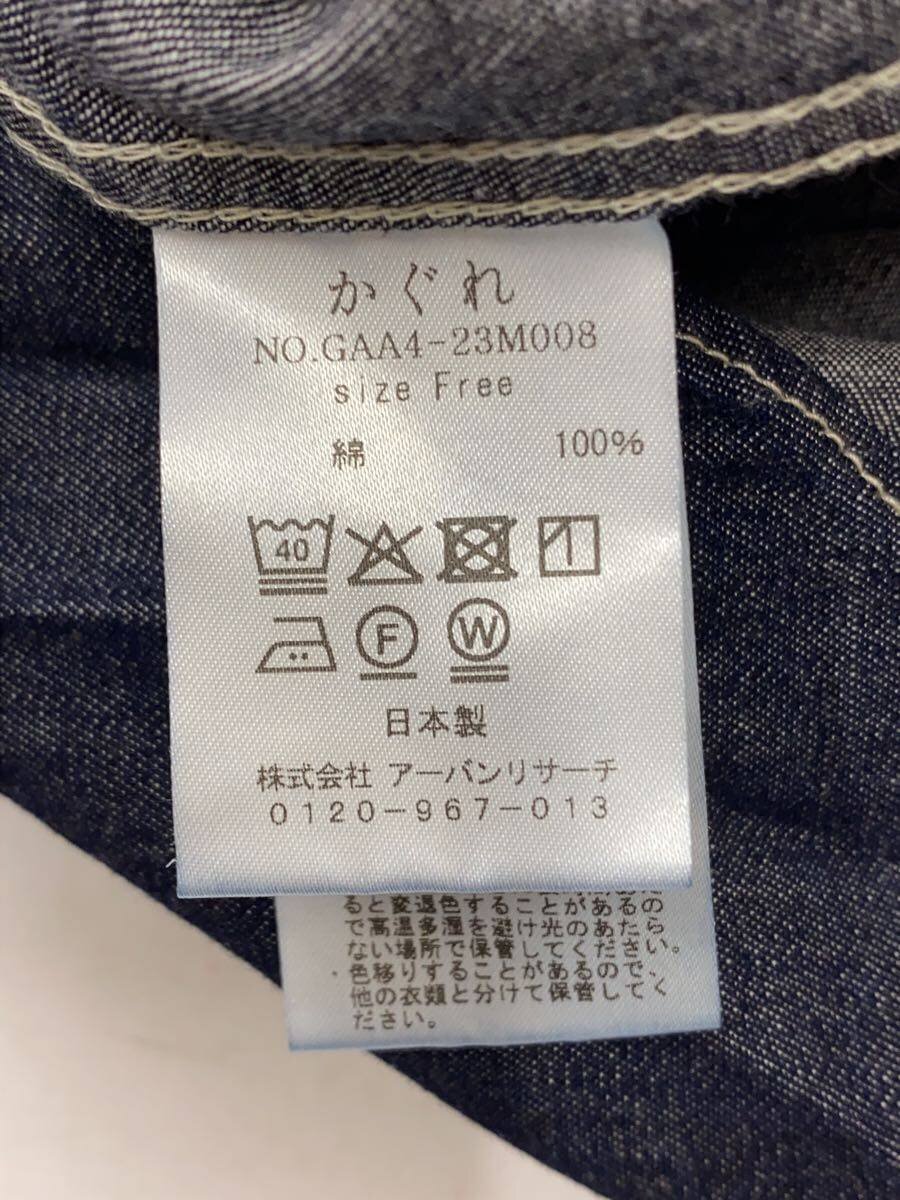 かぐれ
NO.GAA4-23M008
size Free
綿 100%
40
F W
日本製
株式会社 アーバンリサーチ
0120-967-013
ると変退色することがあるの
で高温多湿を避け光のあたら
ない場所で保管してください。
・色移りすることがあるので、
他の衣類と分けて保管してく
ださい。